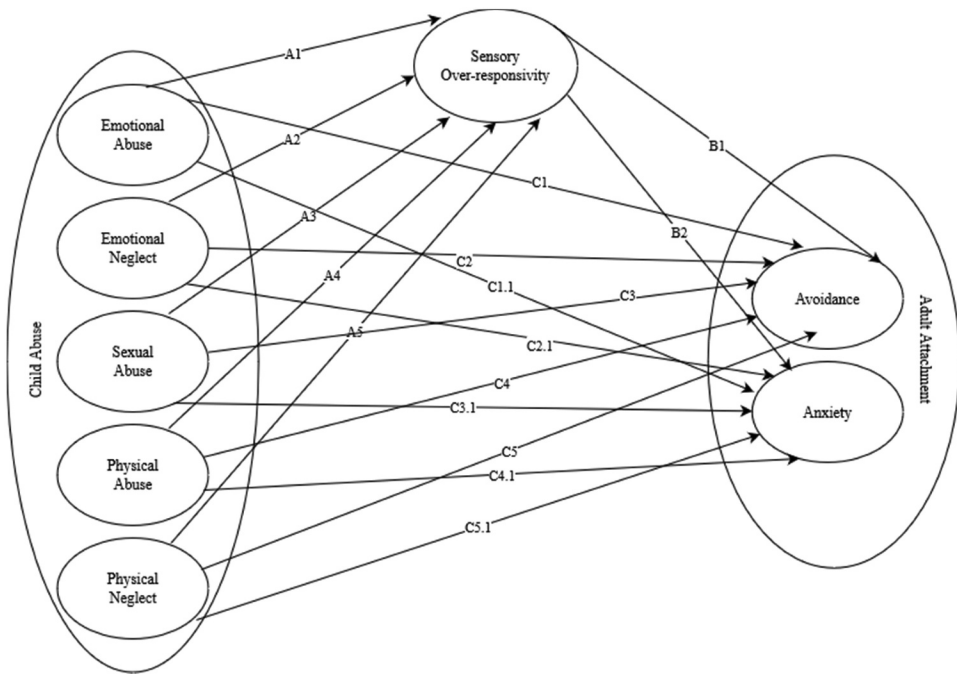 Sensory
Over-responsivity
A1
Emotional
Abuse
A2
B1
C1
A3
B2
Emotional
Neglect
C2
A4
C1.1
C3
Avoidance
A5
C2.1
Child Abuse
Sexual
Abuse
Adult Attachment
C4
C3.1
Anxiety
C5
Physical
Abuse
C4.1
C5.1
Physical
Neglect